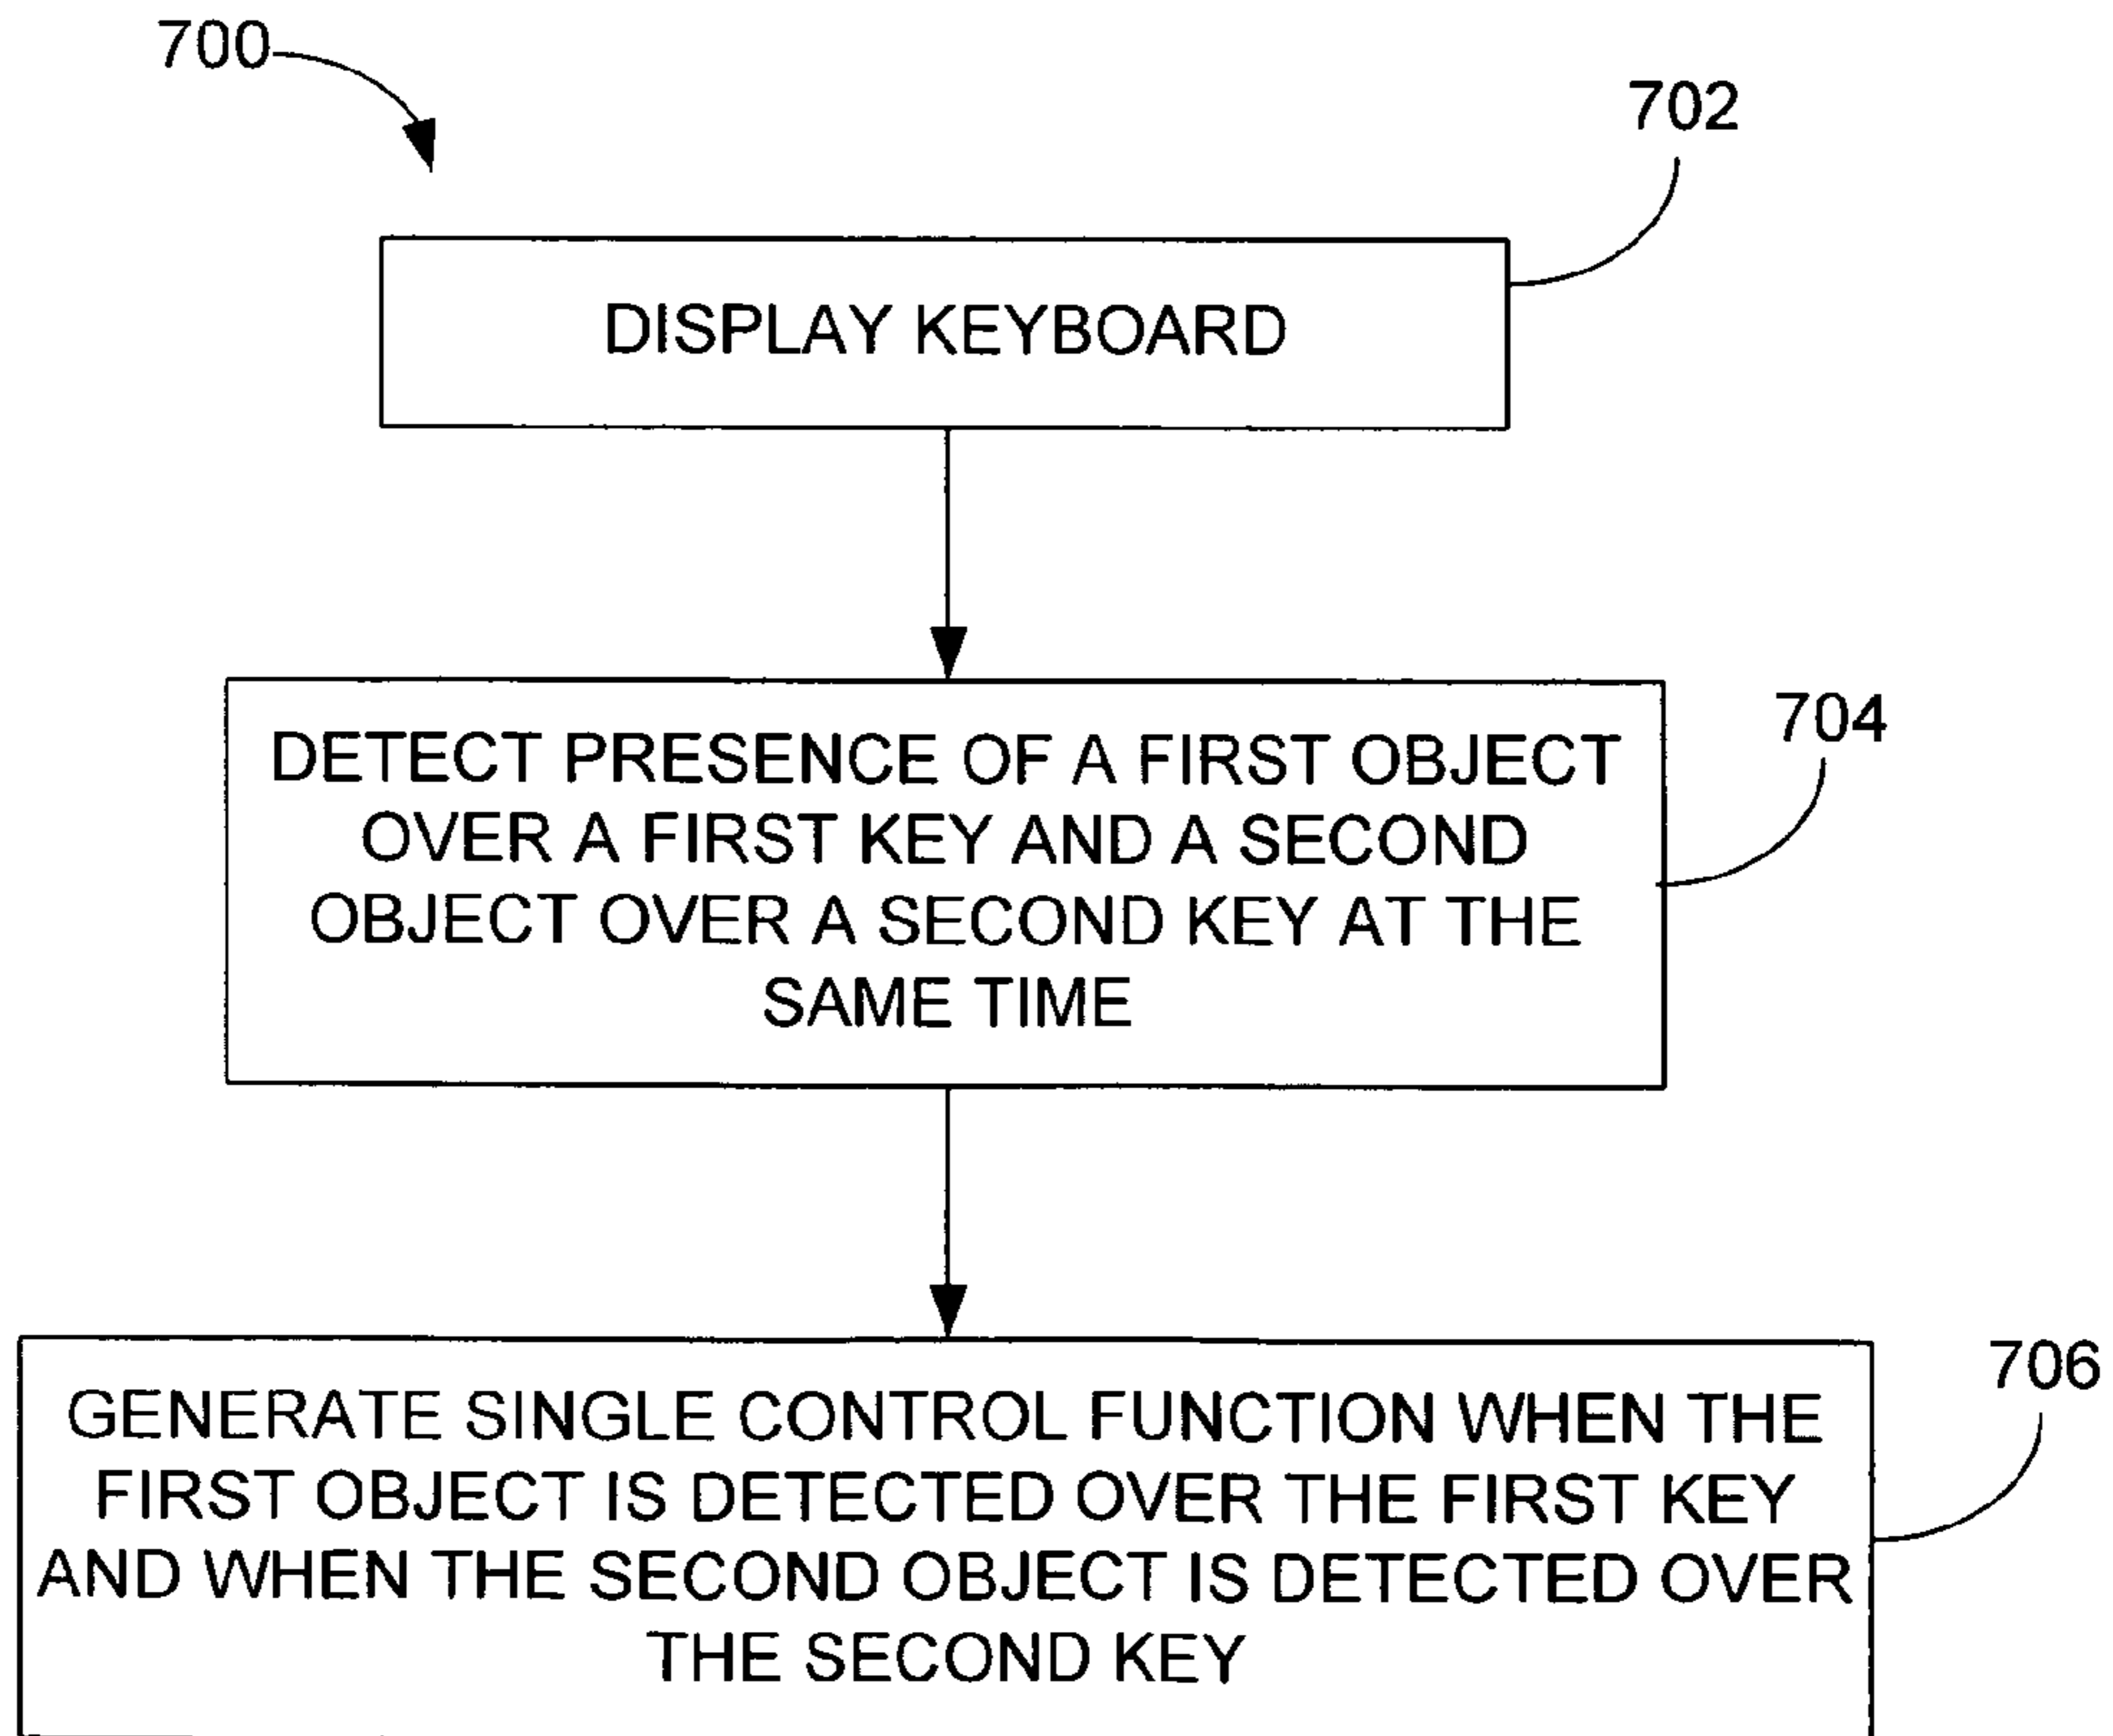 700
702
DISPLAY KEYBOARD
704
DETECT PRESENCE OF A FIRST OBJECT
OVER A FIRST KEY AND A SECOND
OBJECT OVER A SECOND KEY AT THE
SAME TIME
706
GENERATE SINGLE CONTROL FUNCTION WHEN THE
FIRST OBJECT IS DETECTED OVER THE FIRST KEY
AND WHEN THE SECOND OBJECT IS DETECTED OVER
THE SECOND KEY